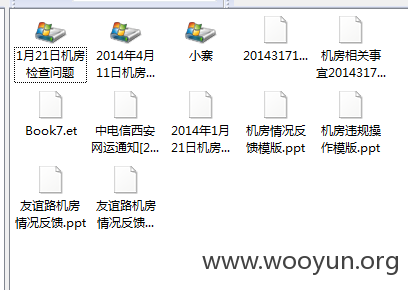 1月21日机房
检查问题
2014年4月
11日机房...
小寨
20143171...
机房相关事
宜2014317...
Book7.et
中电信西安
网运通知[2...
2014年1月
21日机房...
机房情况反
馈模版.ppt
机房违规操
作模版.ppt
友谊路机房
情况反馈.ppt
友谊路机房
情况反馈...
www.wooyun.org